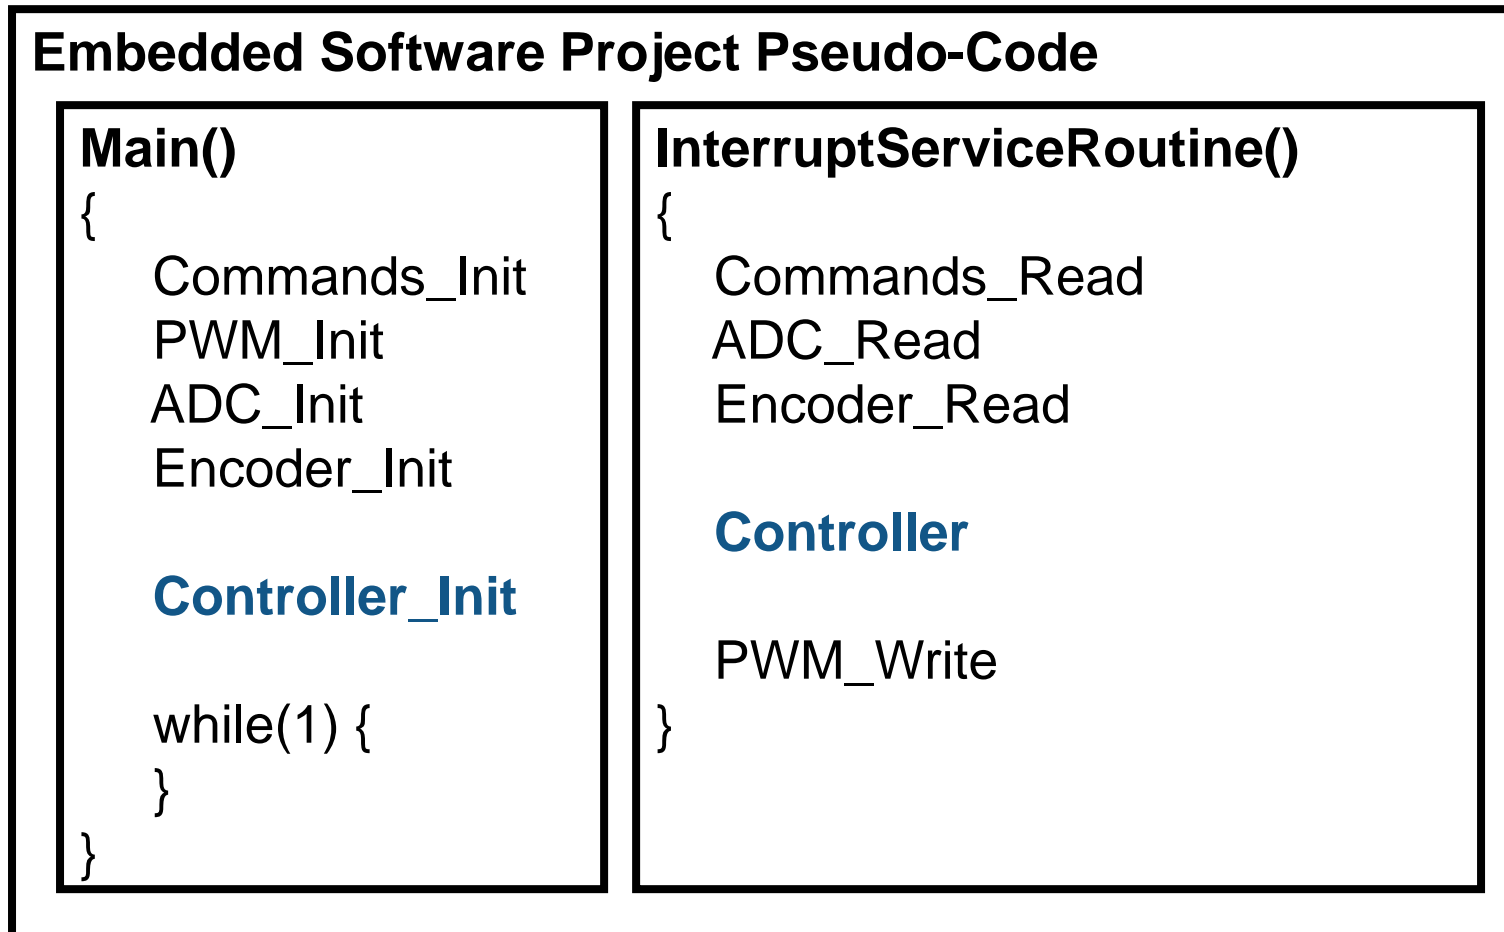 Embedded Software Project Pseudo-Code
Main()
{
Commands_Init
PWM_Init
ADC_Init
Encoder_Init
Controller_Init
while(1) {
}
}
InterruptServiceRoutine()
{
Commands_Read
ADC_Read
Encoder_Read
Controller
PWM_Write
}